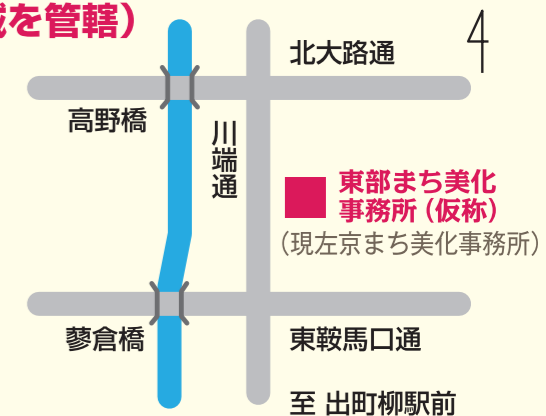 を管轄）
北大路通
高野橋
川端通
東部まち美化
事務所（仮称）
（現左京まち美化事務所）
蓼倉橋
東鞍馬口通
至 出町柳駅前